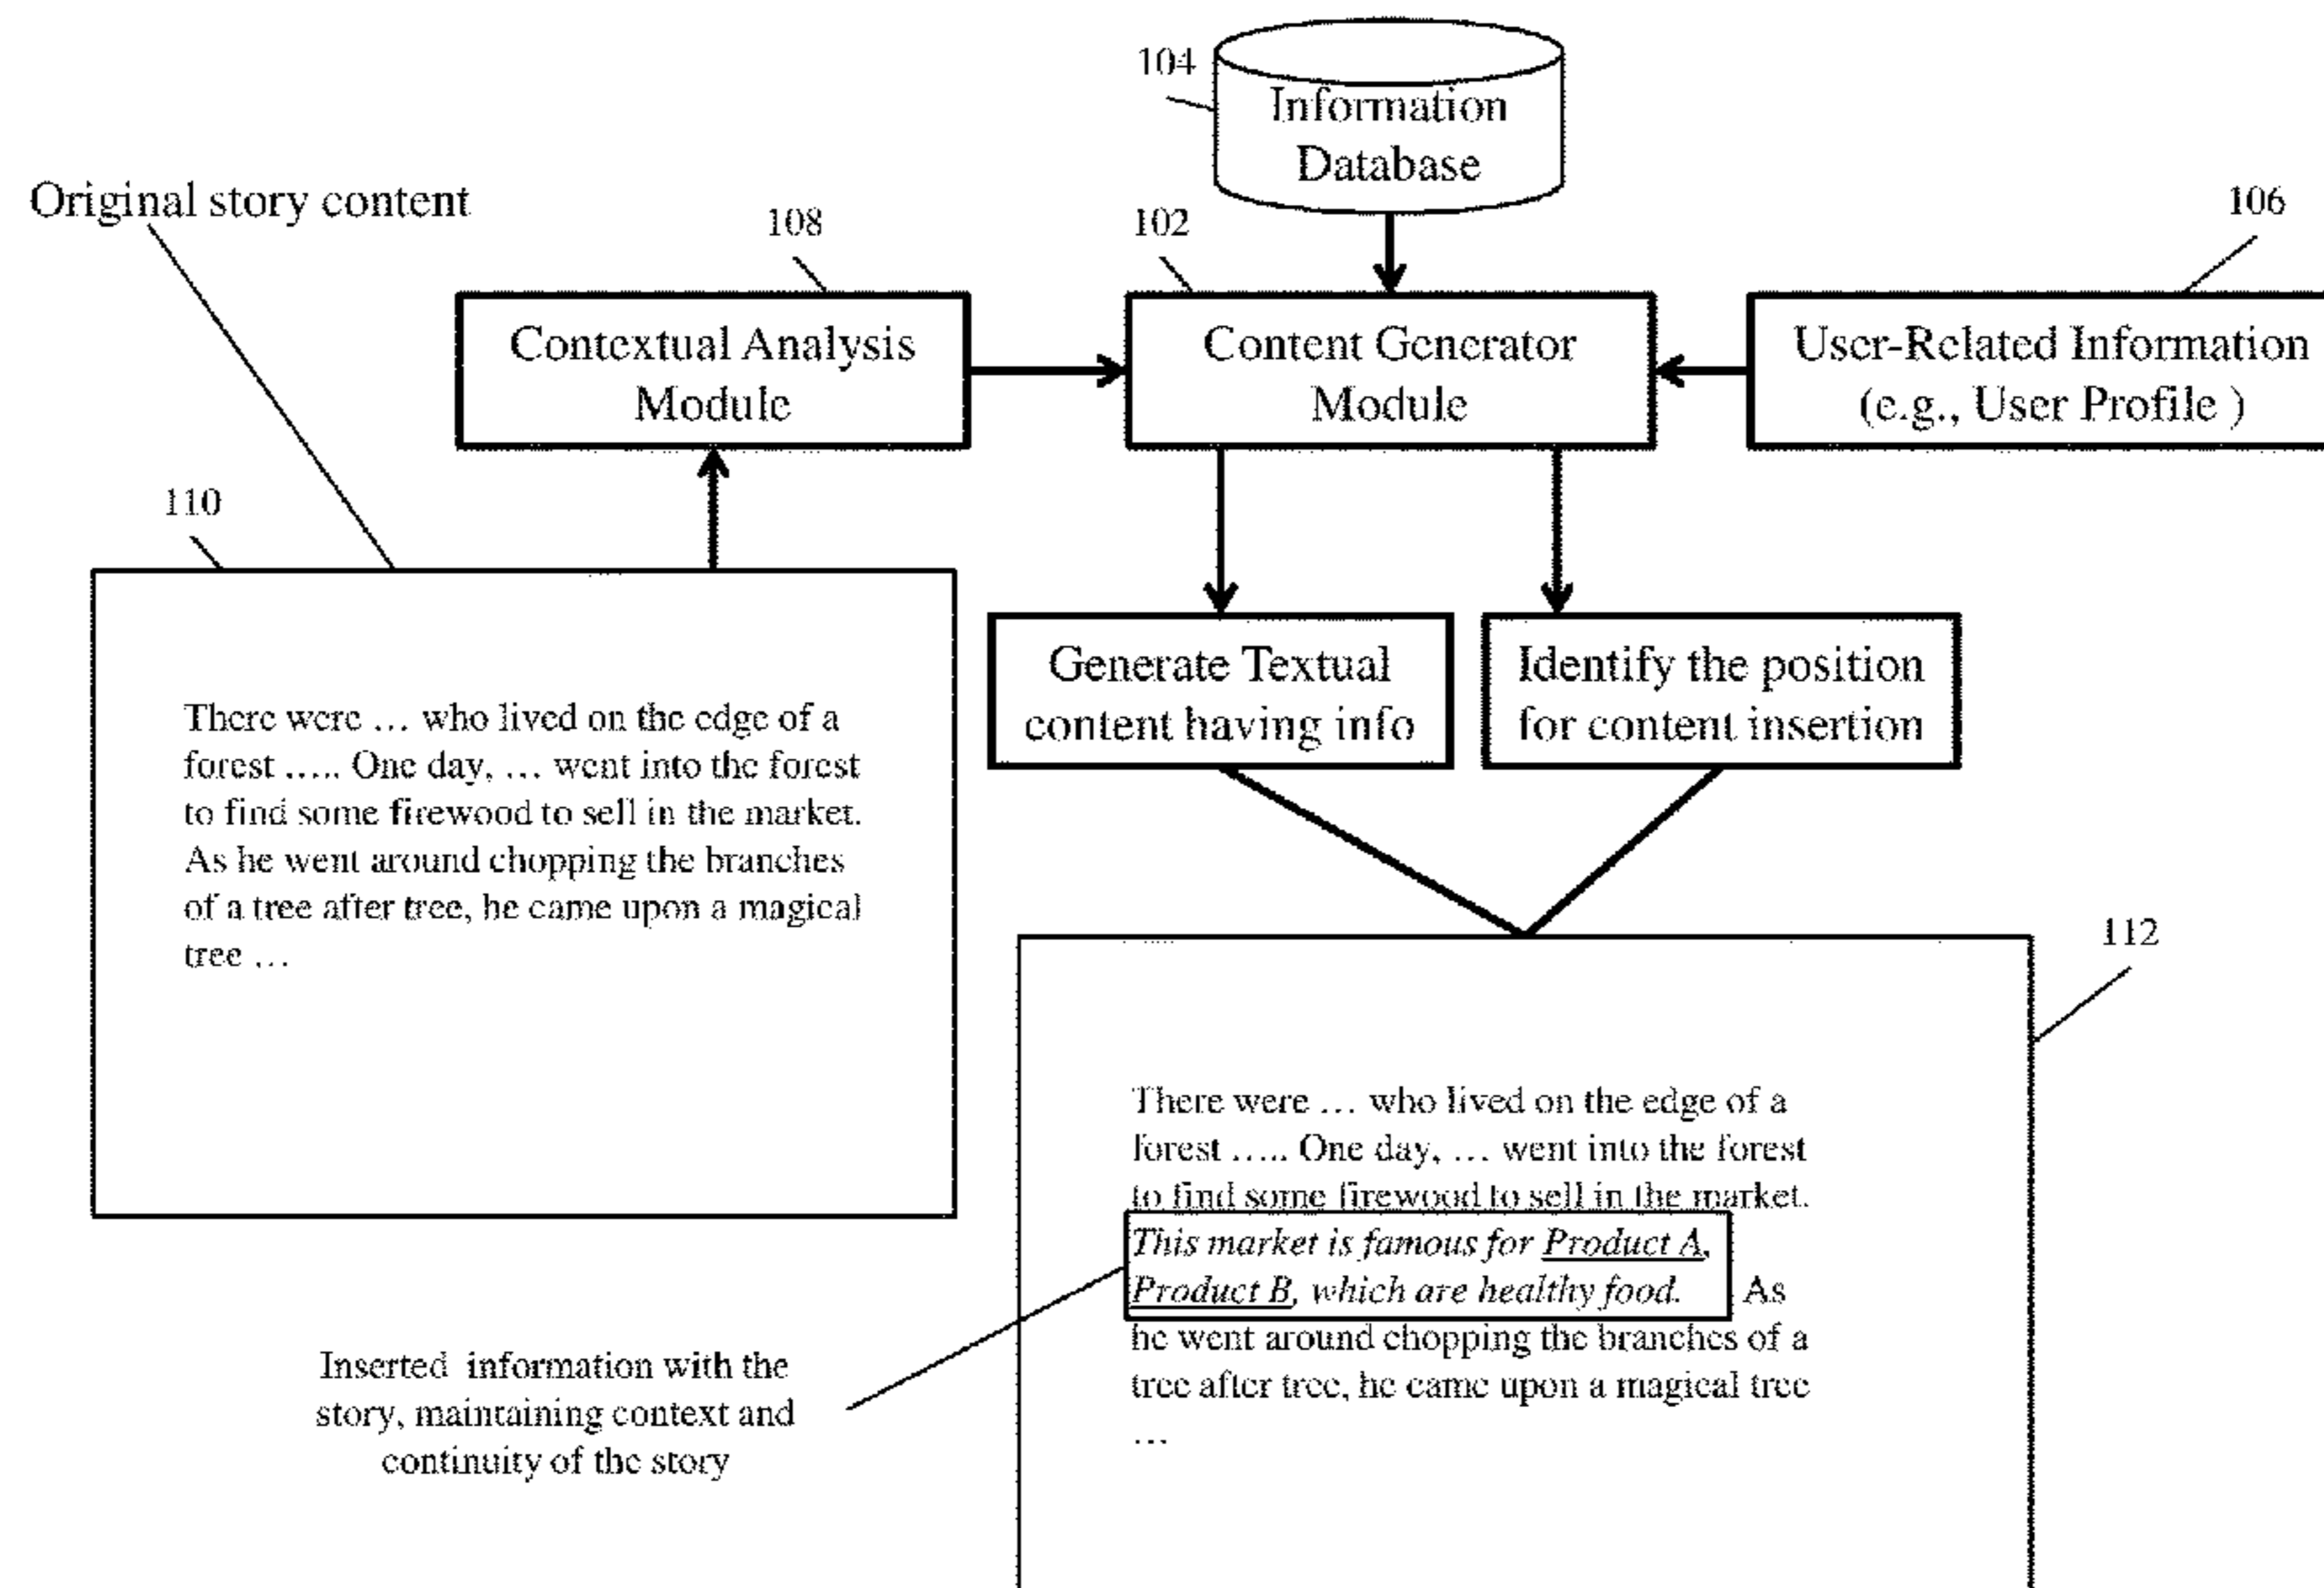 104
Information
Database
Original story content
108
102
106
Contextual Analysis
Module
Content Generator
Module
User-Related Information
(e.g., User Profile )
110
Generate Textual
content having info
Identify the position
for content insertion
There were … who lived on the edge of a
forest ….. One day, … went into the forest
to find some firewood to sell in the market.
As he went around chopping the branches
of a tree after tree, he came upon a magical
tree …
112
There were … who lived on the edge of a
forest ….. One day, … went into the forest
to find some firewood to sell in the market.
This market is famous for Product A,
Product B, which are healthy food. As
he went around chopping the branches of a
tree after tree, he came upon a magical tree
…
Inserted information with the
story, maintaining context and
continuity of the story